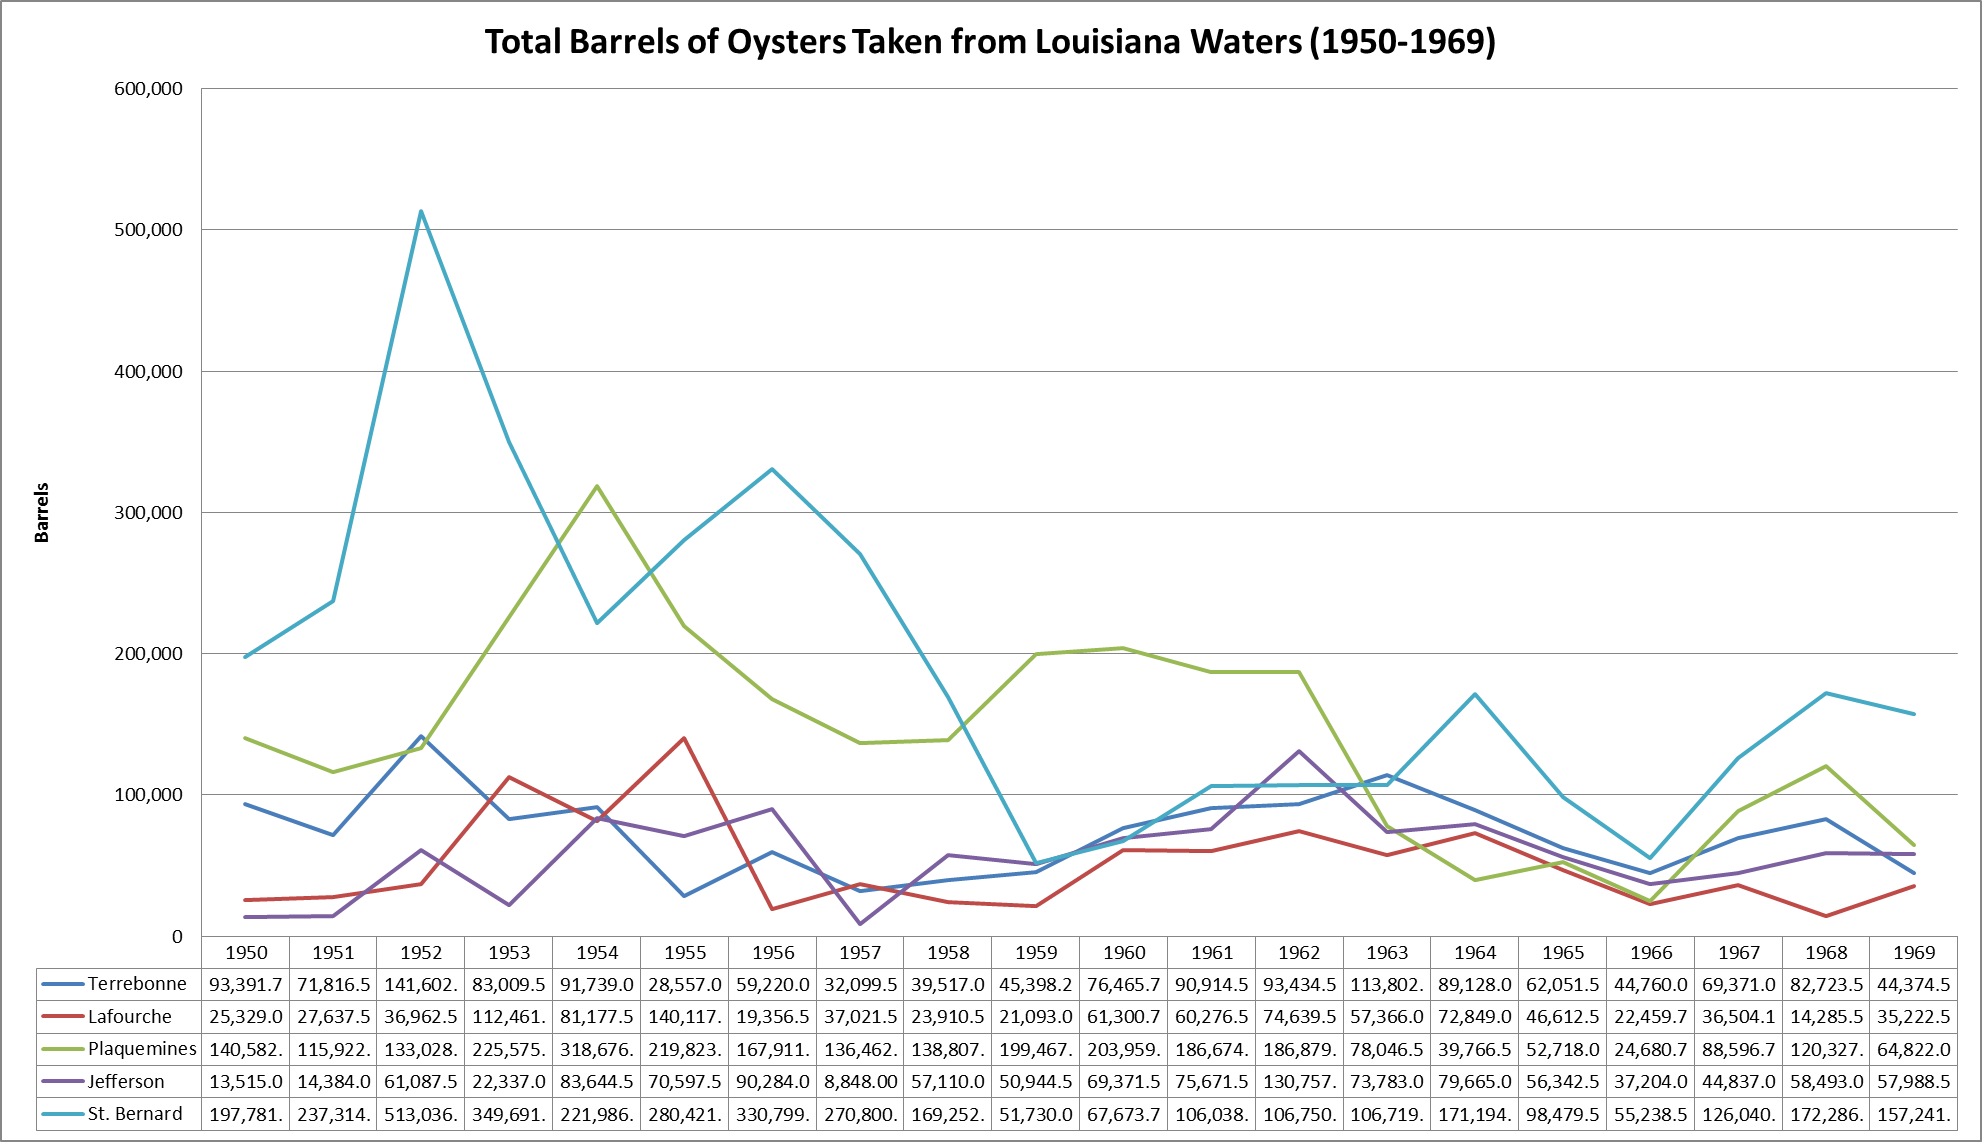 Total Barrels of Oysters Taken from Louisiana Waters (1950-1969)
600,000
500,000
400,000
300,000
200,000
100,000
0
Barrels
1950 1951 1952 1953 1954 1955 1956 1957 1958 1959 1960 1961 1962 1963 1964 1965 1966 1967 1968 1969
Terrebonne 93,391.7 71,816.5 141,602. 83,009.5 91,739.0 28,557.0 59,220.0 32,099.5 39,517.0 45,398.2 76,465.7 90,914.5 93,434.5 113,802. 89,128.0 62,051.5 44,760.0 69,371.0 82,723.5 44,374.5
Lafourche 25,329.0 27,637.5 36,962.5 112,461. 81,177.5 140,117. 19,356.5 37,021.5 23,910.5 21,093.0 61,300.7 60,276.5 74,639.5 57,366.0 72,849.0 46,612.5 22,459.7 36,504.1 14,285.5 35,222.5
Plaquemines 140,582. 115,922. 133,028. 225,575. 318,676. 219,823. 167,911. 136,462. 138,807. 199,467. 203,959. 186,674. 186,879. 78,046.5 39,766.5 52,718.0 24,680.7 88,596.7 120,327. 64,822.0
Jefferson 13,515.0 14,384.0 61,087.5 22,337.0 83,644.5 70,597.5 90,284.0 8,848.00 57,110.0 50,944.5 69,371.5 75,671.5 130,757. 73,783.0 79,665.0 56,342.5 37,204.0 44,837.0 58,493.0 57,988.5
St. Bernard 197,781. 237,314. 513,036. 349,691. 221,986. 280,421. 330,799. 270,800. 169,252. 51,730.0 67,673.7 106,038. 106,750. 106,719. 171,194. 98,479.5 55,238.5 126,040. 172,286. 157,241.